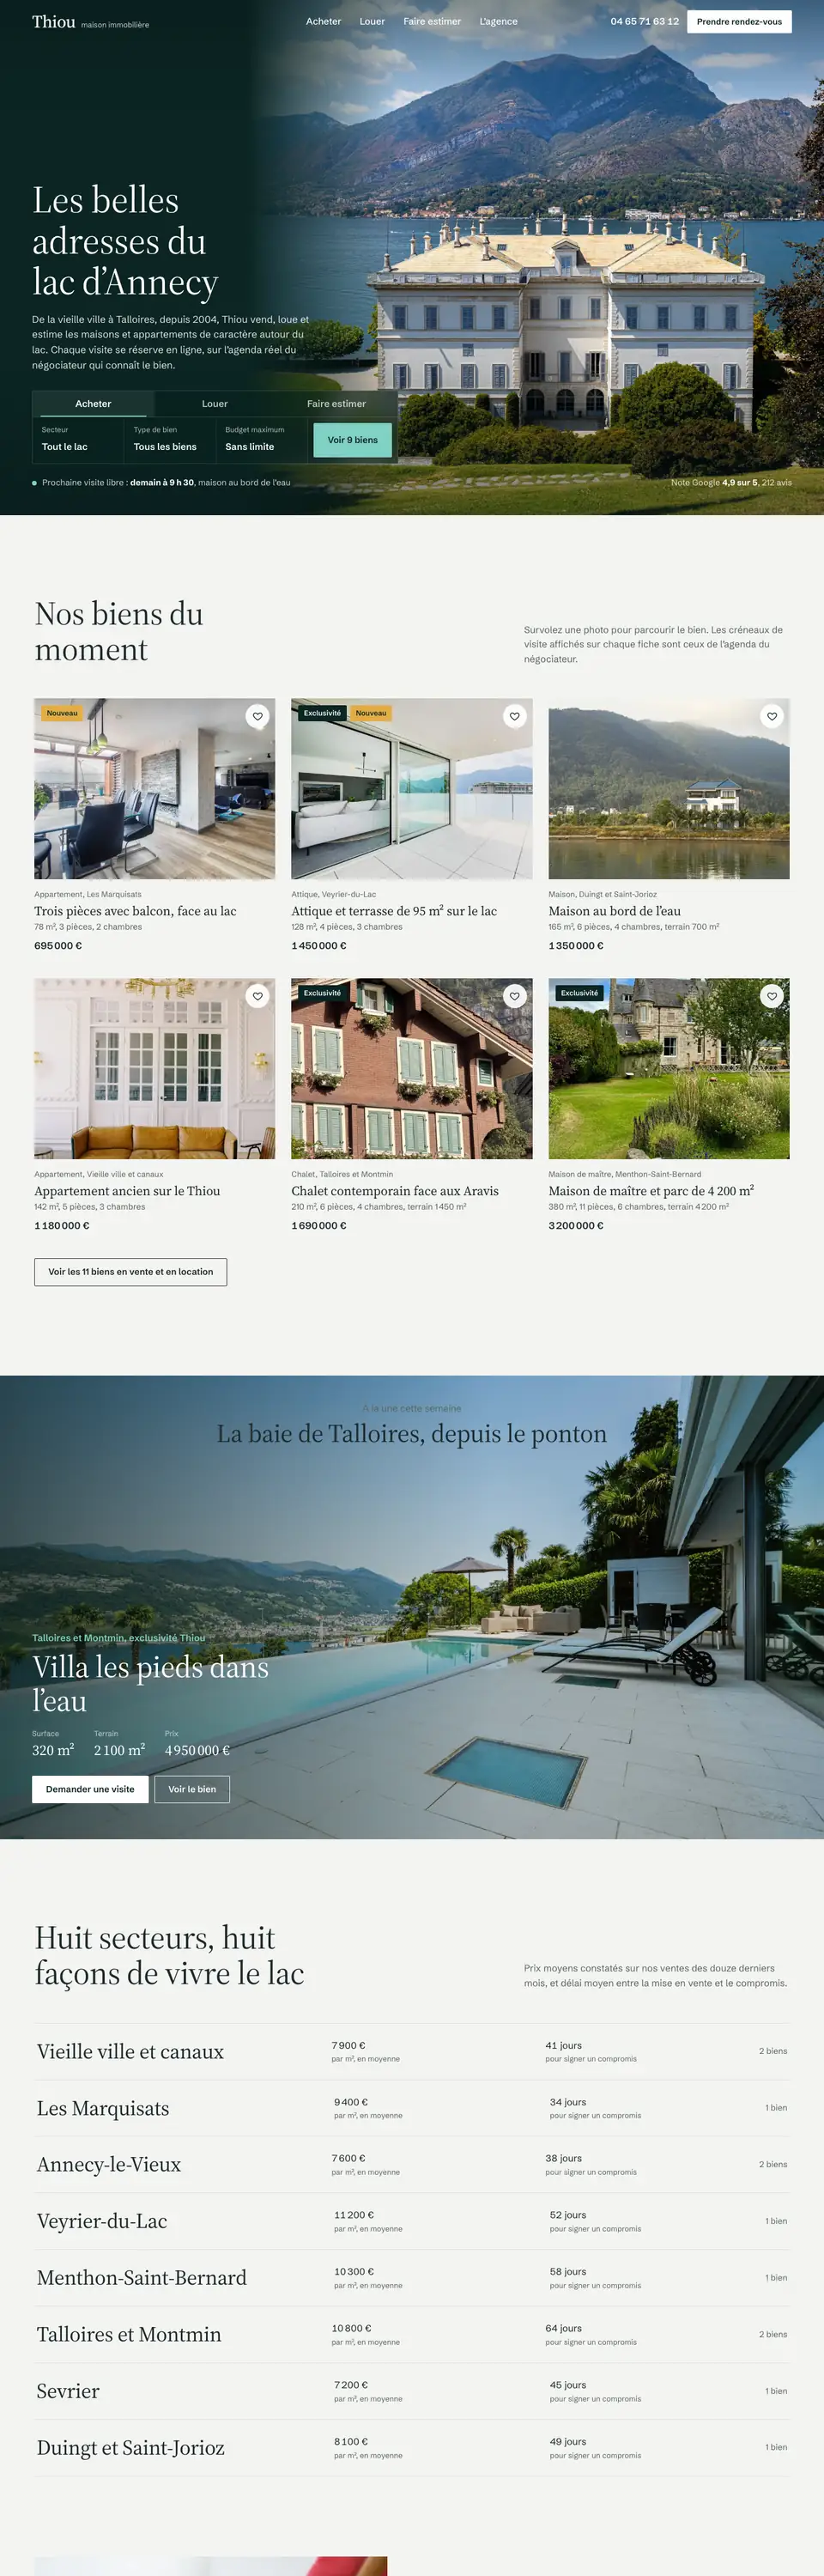 Thiou maison immobilière
Acheter Louer Faire estimer L'agence
04 65 71 63 12 Prendre rendez-vous
Les belles
adresses du
lac d'Annecy
De la vieille ville à Talloires, depuis 2004, Thiou vend, loue et
estime les maisons et appartements de caractère autour du
lac. Chaque visite se réserve en ligne, sur l'agenda réel du
négociateur qui connaît le bien.
Acheter Louer Faire estimer
Secteur Type de bien Budget maximum
Tout le lac Tous les biens Sans limite
Voir 9 biens
Prochaine visite libre : demain à 9 h 30, maison au bord de l'eau
Note Google 4,9 sur 5, 212 avis
Nos biens du
moment
Survolez une photo pour parcourir le bien. Les créneaux de
visite affichés sur chaque fiche sont ceux de l'agenda du
négociateur.
Nouveau
Appartement, Les Marquisats
Trois pièces avec balcon, face au lac
78 m², 3 pièces, 2 chambres
695 000 €
Exclusivité Nouveau
Attique, Veyrier-du-Lac
Attique et terrasse de 95 m² sur le lac
128 m², 4 pièces, 3 chambres
1 450 000 €
Maison, Duingt et Saint-Jorioz
Maison au bord de l'eau
165 m², 6 pièces, 4 chambres, terrain 700 m²
1 350 000 €
Appartement, Vieille ville et canaux
Appartement ancien sur le Thiou
142 m², 5 pièces, 3 chambres
1 180 000 €
Exclusivité
Chalet, Talloires et Montmin
Chalet contemporain face aux Aravis
210 m², 6 pièces, 4 chambres, terrain 1 450 m²
1 690 000 €
Exclusivité
Maison de maître, Menthon-Saint-Bernard
Maison de maître et parc de 4 200 m²
380 m², 11 pièces, 6 chambres, terrain 4 200 m²
3 200 000 €
Voir les 11 biens en vente et en location
À la une cette semaine
La baie de Talloires, depuis le ponton
Talloires et Montmin, exclusivité Thiou
Villa les pieds dans
l'eau
Surface Terrain Prix
320 m² 2 100 m² 4 950 000 €
Demander une visite Voir le bien
Huit secteurs, huit
façons de vivre le lac
Prix moyens constatés sur nos ventes des douze derniers
mois, et délai moyen entre la mise en vente et le compromis.
Vieille ville et canaux 7 900 € 41 jours 2 biens
par m², en moyenne pour signer un compromis
Les Marquisats 9 400 € 34 jours 1 bien
par m², en moyenne pour signer un compromis
Annecy-le-Vieux 7 600 € 38 jours 2 biens
par m², en moyenne pour signer un compromis
Veyrier-du-Lac 11 200 € 52 jours 1 bien
par m², en moyenne pour signer un compromis
Menthon-Saint-Bernard 10 300 € 58 jours 1 bien
par m², en moyenne pour signer un compromis
Talloires et Montmin 10 800 € 64 jours 2 biens
par m², en moyenne pour signer un compromis
Sevrier 7 200 € 45 jours 1 bien
par m², en moyenne pour signer un compromis
Duingt et Saint-Jorioz 8 100 € 49 jours 1 bien
par m², en moyenne pour signer un compromis